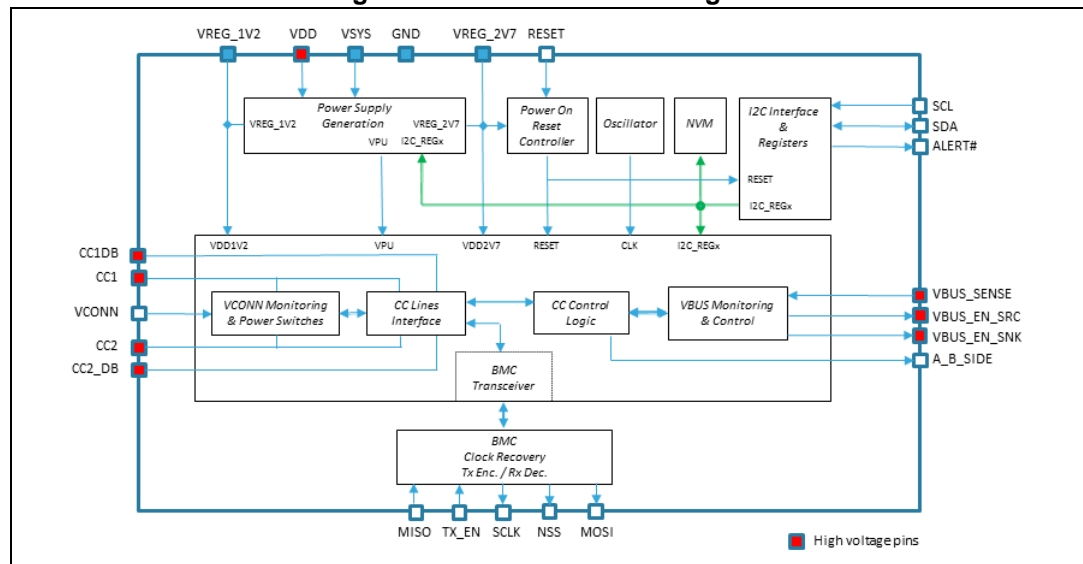 VREG_1V2 VDD VSYS GND VREG_2V7 RESET
Power Supply
Generation
VREG_1V2
VREG_2V7
VPU I2C_REGx
Power On
Reset
Controller
Oscillator
NVM
I2C Interface
&
Registers
RESET
I2C_REGx
SCL
SDA
ALERT#
VDD1V2 VPU VDD2V7 RESET CLK I2C_REGx
CC1DB
CC1
VCONN
CC2
CC2_DB
VCONN Monitoring
& Power Switches
CC Lines
Interface
CC Control
Logic
VBUS Monitoring
& Control
VBUS_SENSE
VBUS_EN_SRC
VBUS_EN_SNK
A_B_SIDE
BMC
Transceiver
BMC
Clock Recovery
Tx Enc. / Rx Dec.
MISO TX_EN SCLK NSS MOSI
High voltage pins